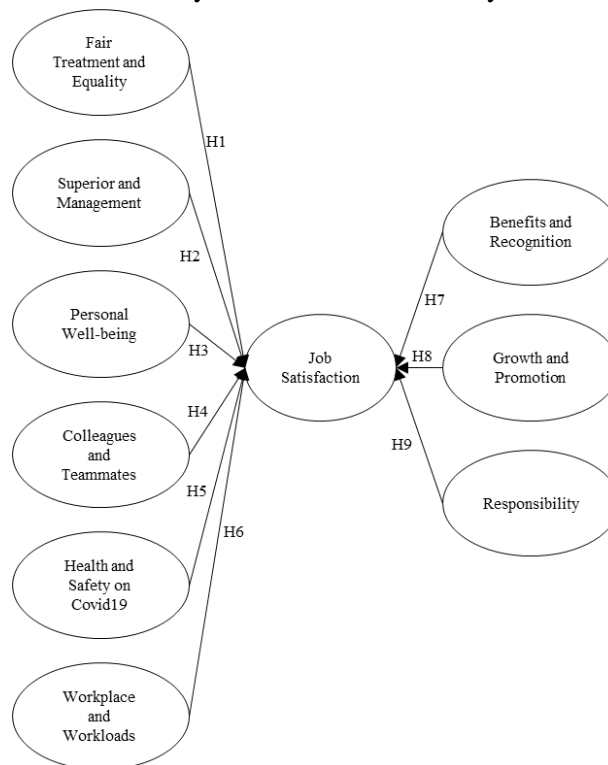 Fair
Treatment and
Equality
H1
Superior and
Management
H2
Personal
Well-being
H3
Colleagues
and
Teammates
H4
Health and
Safety on
Covid19
H5
Workplace
and
Workloads
H6
Job
Satisfaction
Benefits and
Recognition
H7
Growth and
Promotion
H8
Responsibility
H9